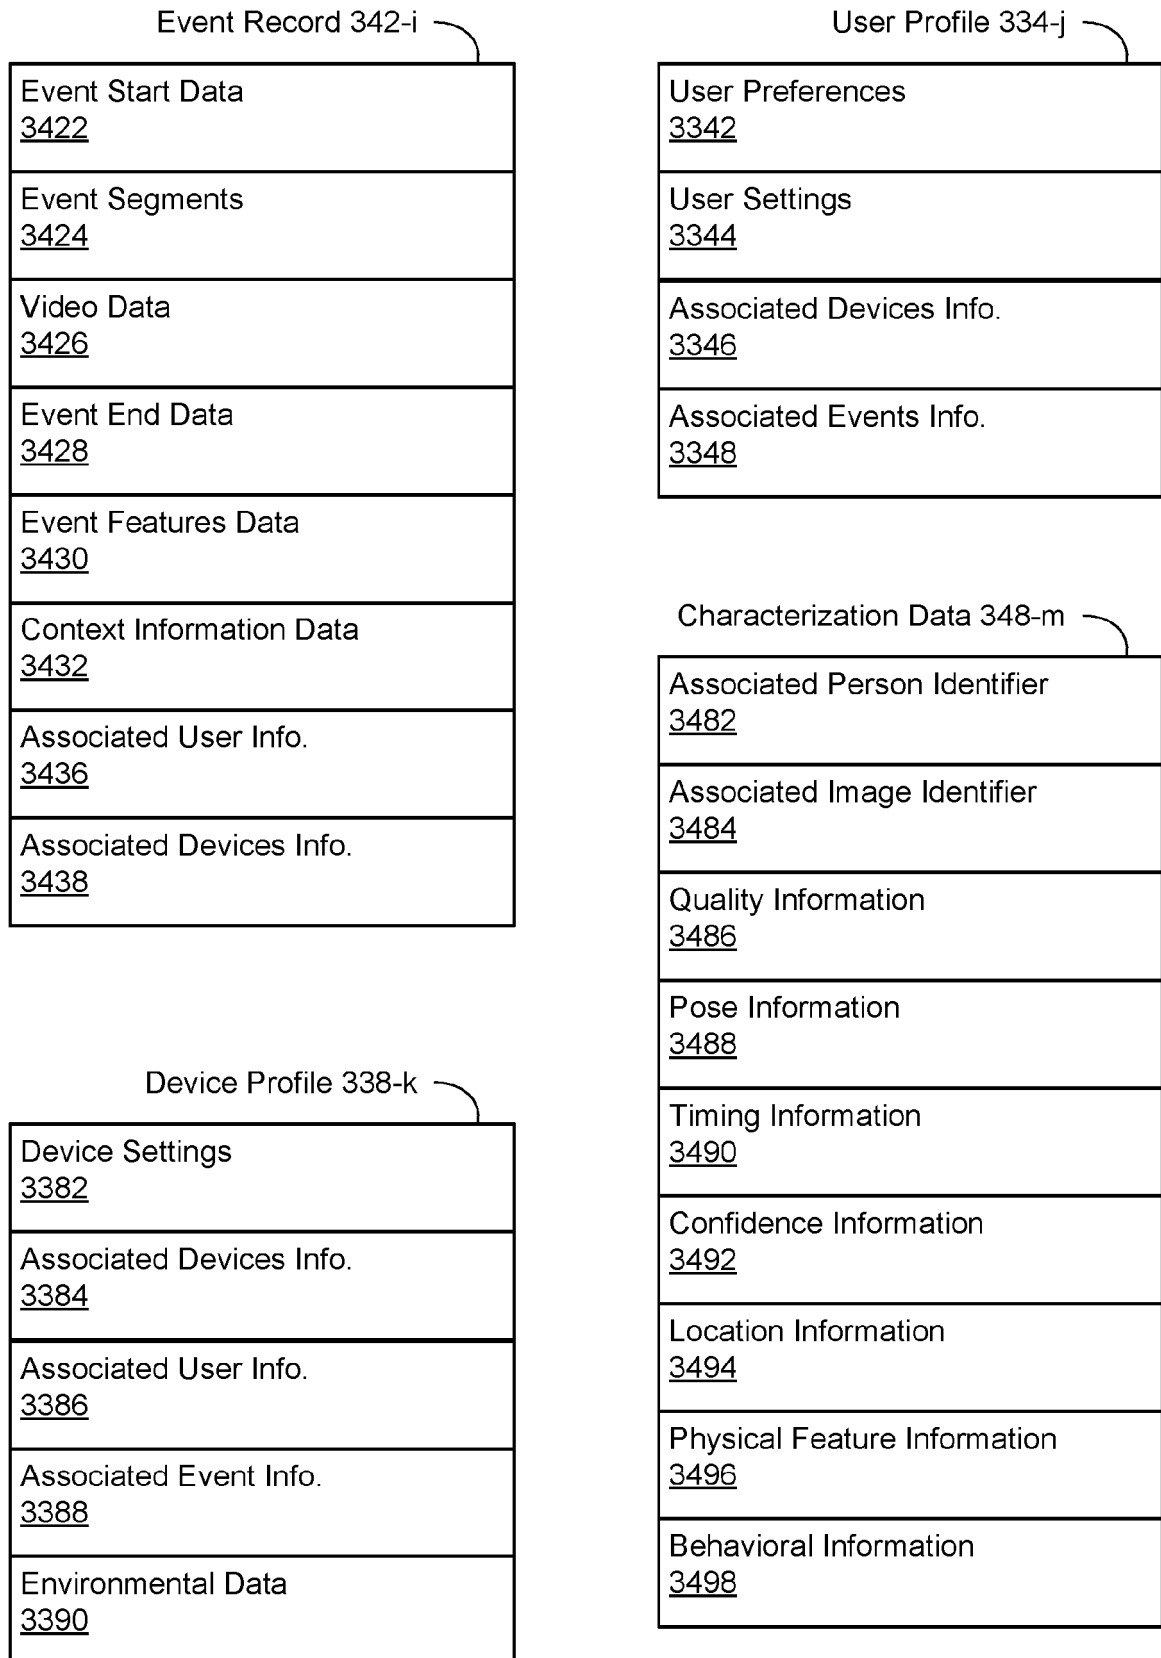 Event Record 342-i
Event Start Data
3422
Event Segments
3424
Video Data
3426
Event End Data
3428
Event Features Data
3430
Context Information Data
3432
Associated User Info.
3436
Associated Devices Info.
3438
Device Profile 338-k
Device Settings
3382
Associated Devices Info.
3384
Associated User Info.
3386
Associated Event Info.
3388
Environmental Data
3390
User Profile 334-j
User Preferences
3342
User Settings
3344
Associated Devices Info.
3346
Associated Events Info.
3348
Characterization Data 348-m
Associated Person Identifier
3482
Associated Image Identifier
3484
Quality Information
3486
Pose Information
3488
Timing Information
3490
Confidence Information
3492
Location Information
3494
Physical Feature Information
3496
Behavioral Information
3498